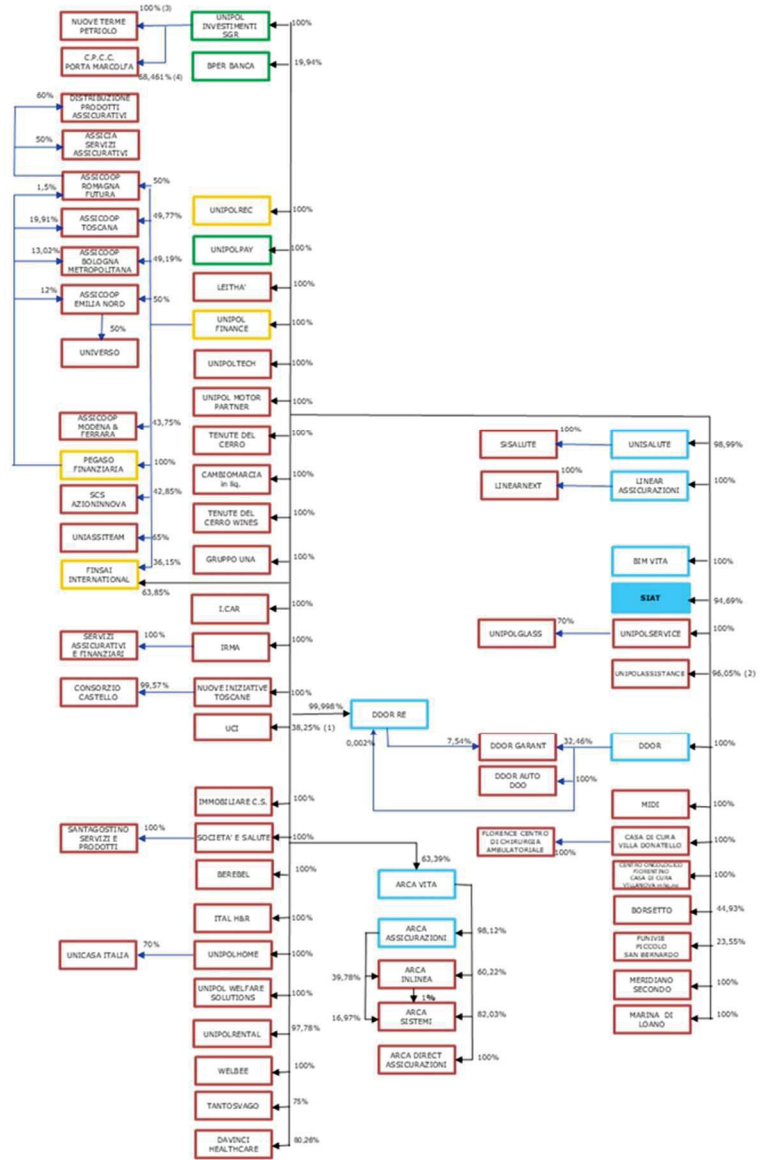 NUOVE TERME
PETRIOLO
100% (3)
UNIPOL
INVESTIMENTI
SGR
100%
C.P.C.C.
PORTA MARCOLFA
68,461% (4)
BPER BANCA
19,94%
60%
DISTRIBUZIONE
PRODOTTI
ASSICURATIVI
50%
ASSICIA
SERVIZI
ASSICURATIVI
1,5%
ASSICOOP
ROMAGNA
FUTURA
50%
19,91%
ASSICOOP
TOSCANA
49,77%
13,02%
ASSICOOP
BOLOGNA
METROPOLITANA
49,19%
12%
ASSICOOP
EMILIA NORD
50%
50%
UNIVERSO
UNIPOLREC
100%
UNIPOLPAY
100%
LEITHA'
100%
UNIPOL
FINANCE
100%
UNIPOLTECH
100%
UNIPOL MOTOR
PARTNER
100%
ASSICOOP
MODENA &
FERRARA
43,75%
TENUTE DEL
CERRO
100%
PEGASO
FINANZIARIA
100%
CAMBIOMARCIA
in liq.
100%
SCS
AZIONINNOVA
42,85%
TENUTE DEL
CERRO WINES
100%
UNIASSITEAM
65%
GRUPPO UNA
100%
FINSAI
INTERNATIONAL
36,15%
63,85%
I.CAR
100%
SERVIZI
ASSICURATIVI
E FINANZIARI
100%
IRMA
100%
CONSORZIO
CASTELLO
99,57%
NUOVE INIZIATIVE
TOSCANE
100%
UCI
38,25% (1)
SISALUTE
100%
UNISALUTE
98,99%
LINEARNEXT
100%
LINEAR
ASSICURAZIONI
100%
BIM VITA
100%
SIAT
94,69%
UNIPOLGLASS
70%
UNIPOLSERVICE
100%
UNIPOLASSISTANCE
96,05% (2)
99,998%
DDOR RE
0,002%
7,54%
DDOR GARANT
32,46%
DDOR
100%
DDOR AUTO
DOO
100%
IMMOBILIARE C.S.
100%
MIDI
100%
SANTAGOSTINO
SERVIZI E
PRODOTTI
100%
SOCIETA' E SALUTE
100%
FLORENCE CENTRO
DI CHIRURGIA
AMBULATORIALE
100%
CASA DI CURA
VILLA DONATELLO
100%
63,39%
BEREBEL
100%
ARCA VITA
CENTRO ONCOLOGICO
FIORENTINO
CASA DI CURA
VILLANOVA
100%
ITAL H&R
100%
BORSETTO
44,93%
ARCA
ASSICURAZIONI
98,12%
UNICASA ITALIA
70%
UNIPOLHOME
100%
FUNIVIE
PICCOLO
SAN BERNARDO
23,55%
39,78%
ARCA
INLINEA
60,22%
1%
UNIPOL WELFARE
SOLUTIONS
100%
MERIDIANO
SECONDO
100%
16,97%
ARCA
SISTEMI
82,03%
MARINA DI
LOANO
100%
UNIPOLRENTAL
97,78%
ARCA DIRECT
ASSICURAZIONI
100%
WELBEE
100%
TANTOSVAGO
75%
DAVINCI
HEALTHCARE
80,26%